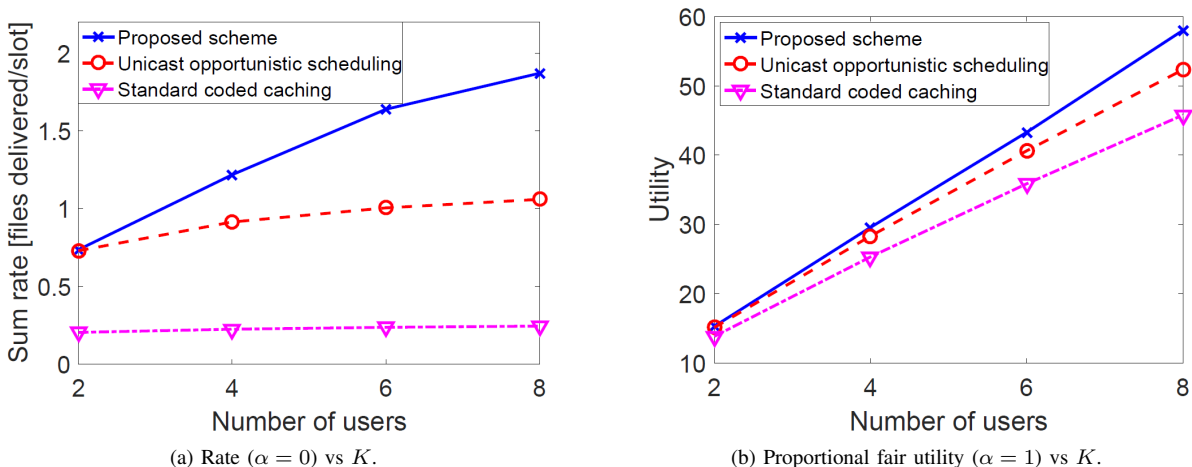 Sum rate [files delivered/slot]
2
1.5
1
0.5
0
Proposed scheme
Unicast opportunistic scheduling
Standard coded caching
2
4
6
8
Number of users
(a) Rate (α = 0) vs K.
Utility
60
50
40
30
20
10
Proposed scheme
Unicast opportunistic scheduling
Standard coded caching
2
4
6
8
Number of users
(b) Proportional fair utility (α = 1) vs K.